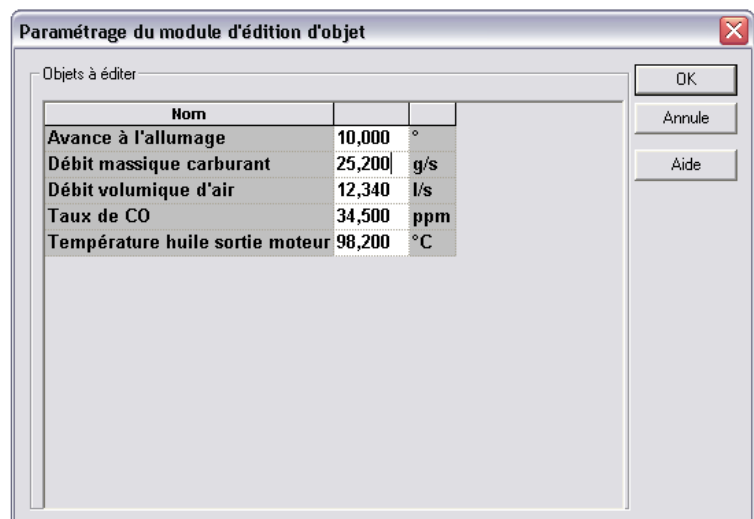 Paramétrage du module d'édition d'objet
Objets à éditer
OK
Annule
Aide
Nom
Avance à l'allumage 10,000 °
Débit massique carburant 25,200 g/s
Débit volumique d'air 12,340 l/s
Taux de CO 34,500 ppm
Température huile sortie moteur 98,200 °C